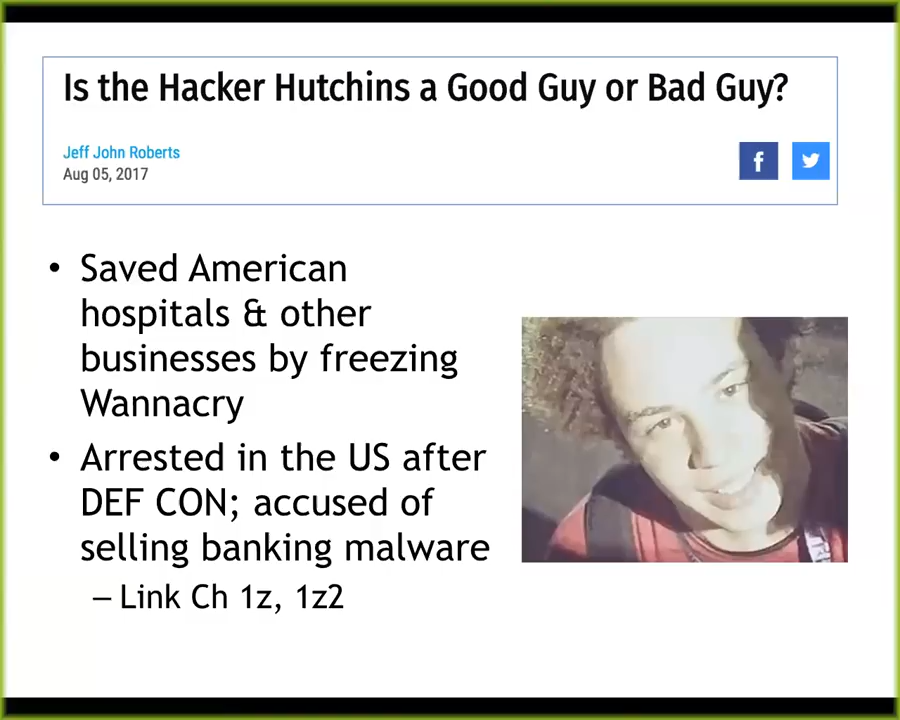 Is the Hacker Hutchins a Good Guy or Bad Guy?
Jeff John Roberts
Aug 05, 2017
• Saved American
hospitals & other
businesses by freezing
Wannacry
• Arrested in the US after
DEF CON; accused of
selling banking malware
– Link Ch 1z, 1z2